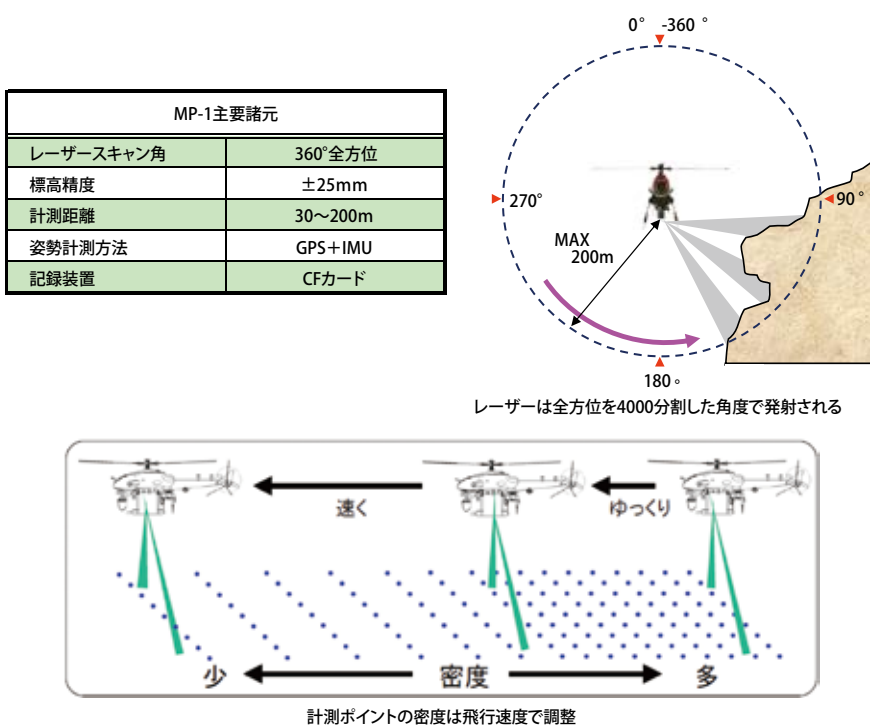 MP-1主要諸元
レーザースキャン角 360°全方位
標高精度 ±25mm
計測距離 30～200m
姿勢計測方法 GPS＋IMU
記録装置 CFカード
0° -360 °
270°
90 °
MAX
200m
180 °
レーザーは全方位を4000分割した角度で発射される
速く
ゆっくり
少 密度 多
計測ポイントの密度は飛行速度で調整